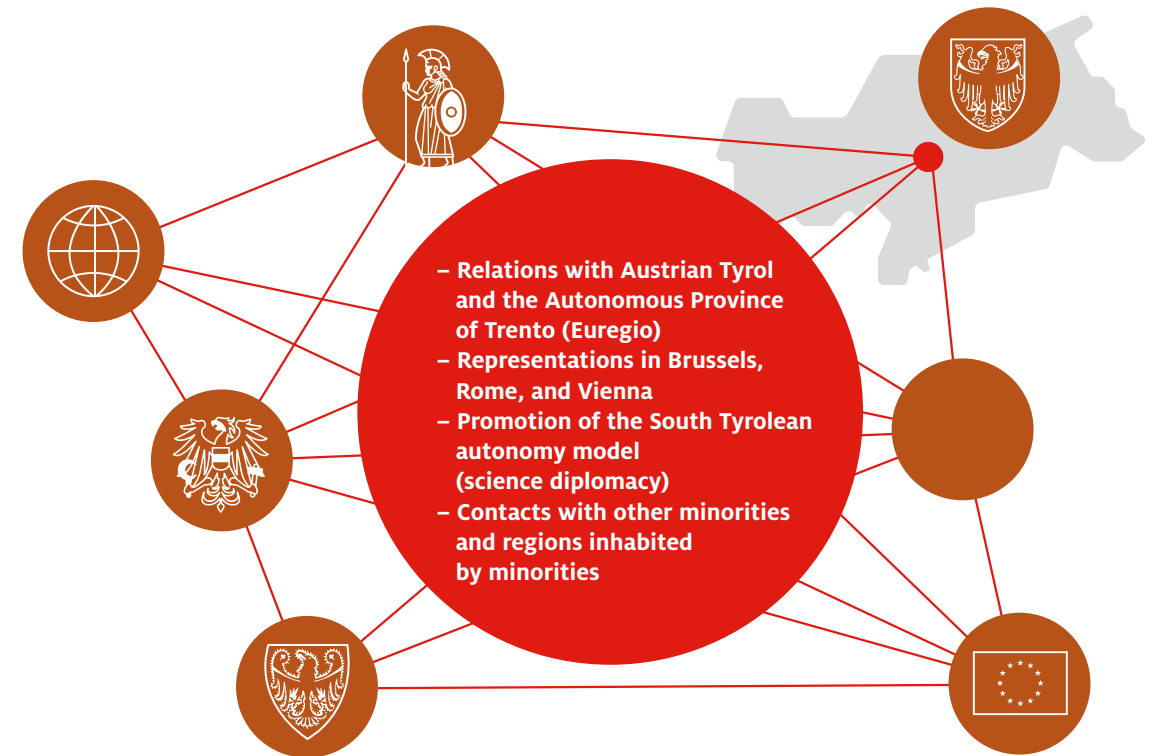 – Relations with Austrian Tyrol
and the Autonomous Province
of Trento (Euregio)
– Representations in Brussels,
Rome, and Vienna
– Promotion of the South Tyrolean
autonomy model
(science diplomacy)
– Contacts with other minorities
and regions inhabited
by minorities